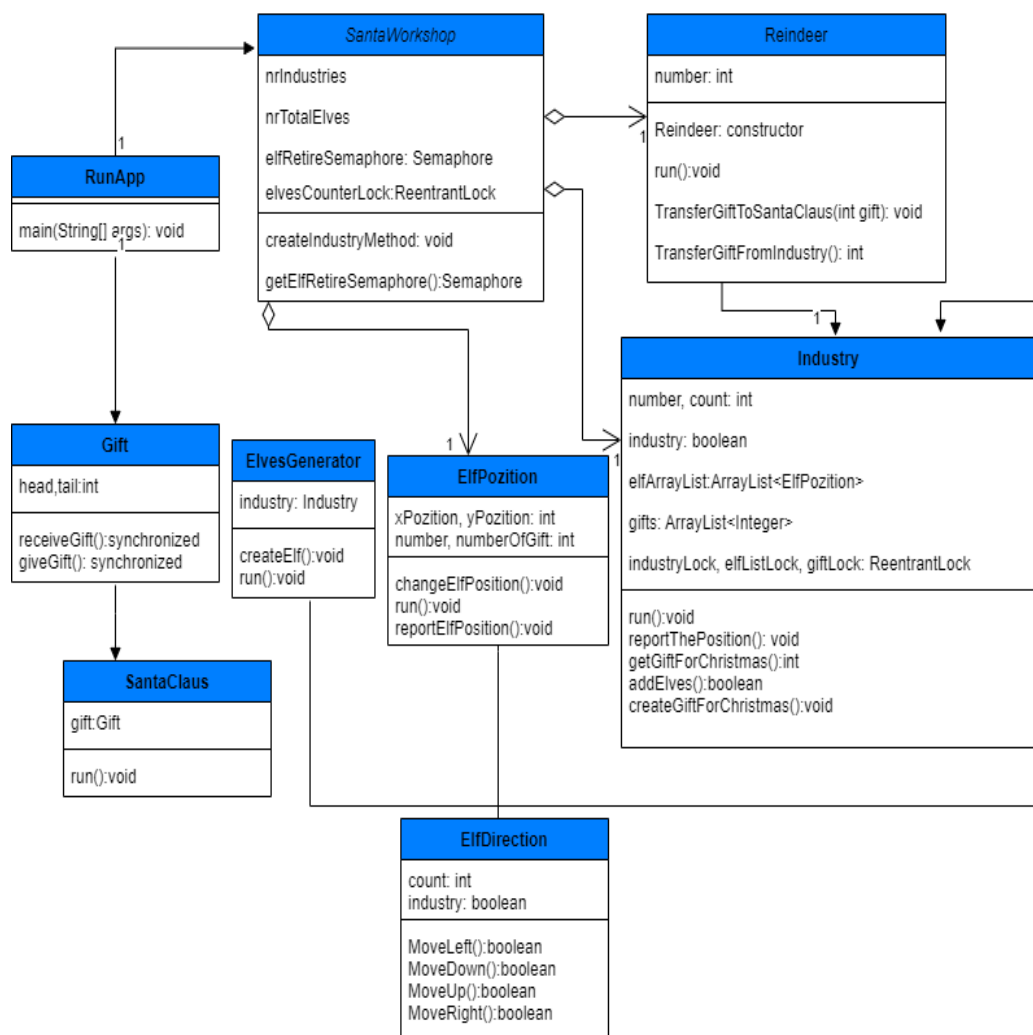 SantaWorkshop
nrIndustries
nrTotalElves
elfRetireSemaphore: Semaphore
elvesCounterLock:ReentrantLock
createIndustryMethod: void
getElfRetireSemaphore():Semaphore
Reindeer
number: int
Reindeer: constructor
run():void
TransferGiftToSantaClaus(int gift): void
TransferGiftFromIndustry(): int
1
1
RunApp
main(String[] args): void
1
1
1
Industry
number, count: int
industry: boolean
elfArrayList:ArrayList<ElfPozition>
gifts: ArrayList<Integer>
industryLock, elfListLock, giftLock: ReentrantLock
run():void
reportThePosition(): void
getGiftForChristmas():int
addElves():boolean
createGiftForChristmas():void
Gift
head,tail:int
receiveGift():synchronized
giveGift(): synchronized
ElvesGenerator
industry: Industry
createElf():void
run():void
1
ElfPozition
xPozition, yPozition: int
number, numberOfGift: int
changeElfPosition():void
run():void
reportElfPosition():void
SantaClaus
gift:Gift
run():void
ElfDirection
count: int
industry: boolean
MoveLeft():boolean
MoveDown():boolean
MoveUp():boolean
MoveRight():boolean